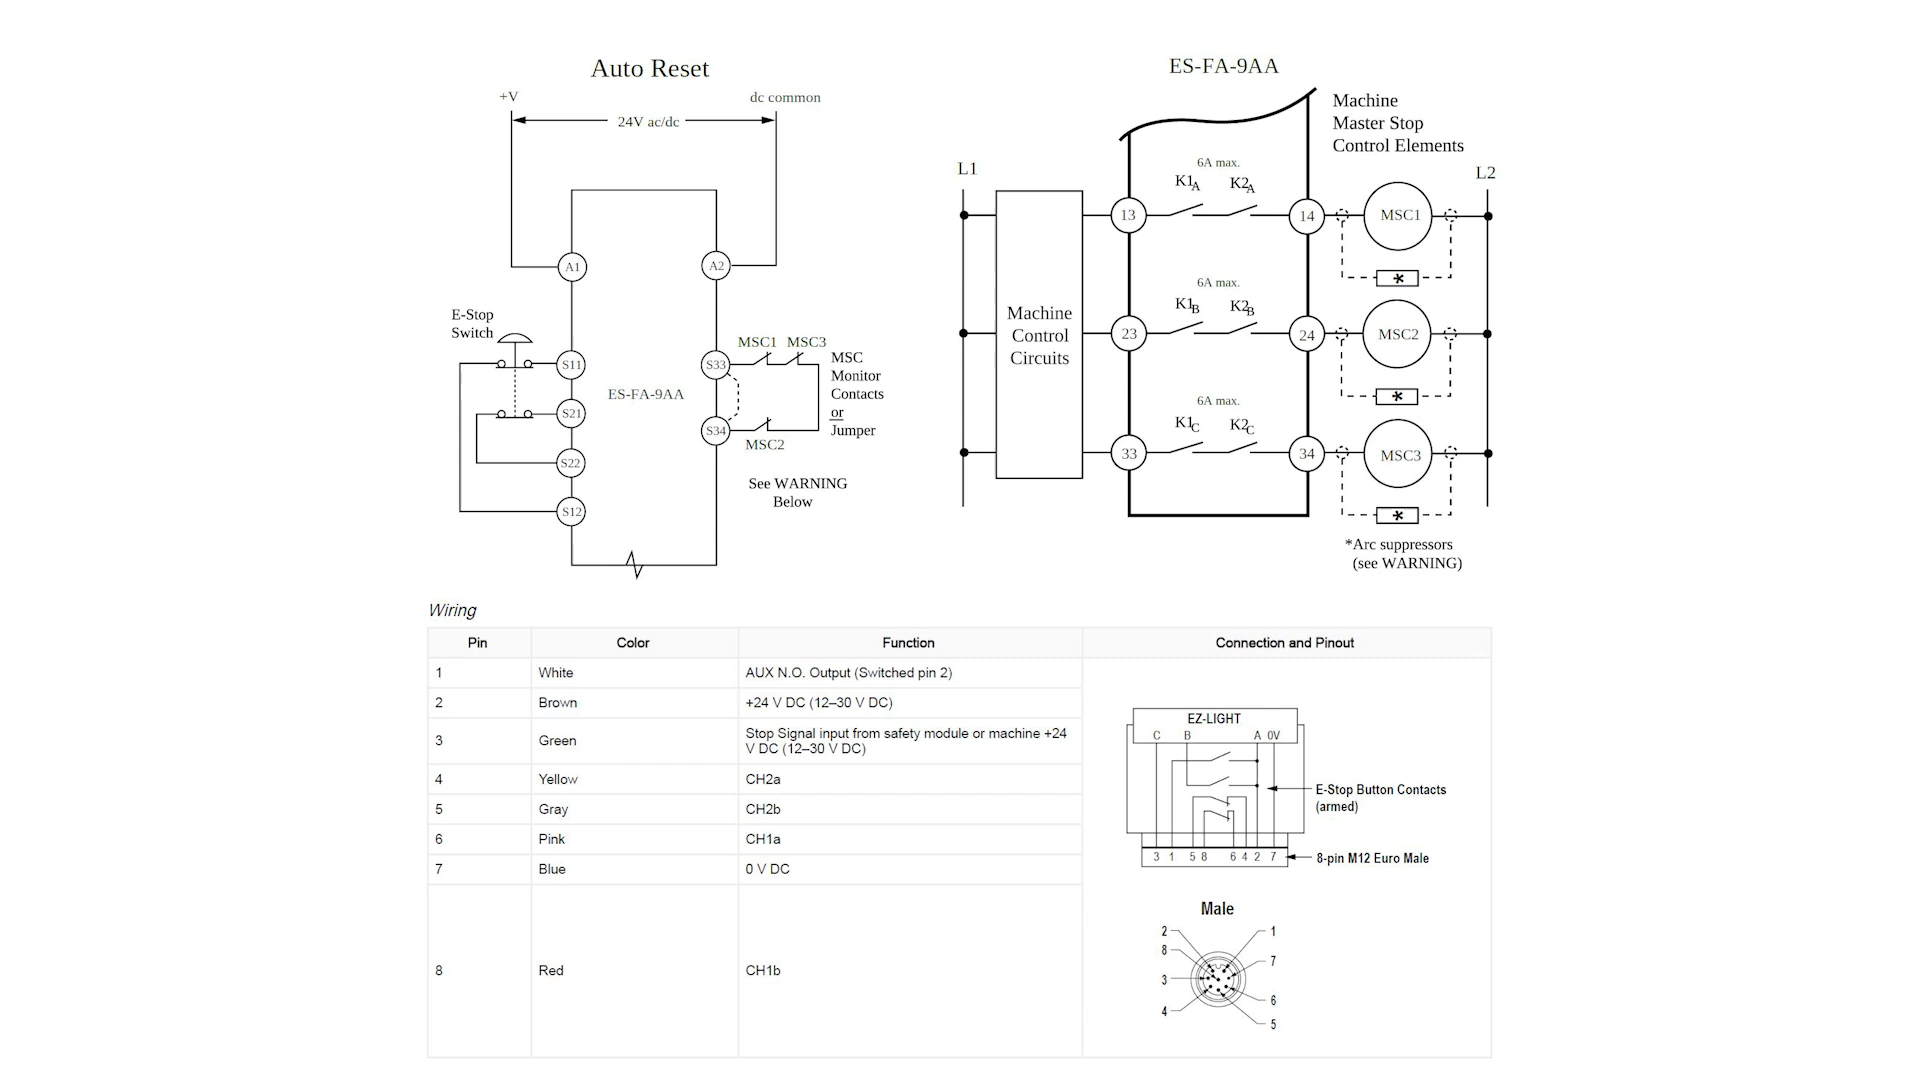 Auto Reset
+V
dc common
24V ac/dc
A1
A2
E-Stop
Switch
S11
S21
S22
S12
ES-FA-9AA
S33
S34
MSC1
MSC3
MSC2
MSC
Monitor
Contacts
or
Jumper
See WARNING
Below
ES-FA-9AA
Machine
Master Stop
Control Elements
L1
L2
Machine
Control
Circuits
6A max.
K1A
K2A
13
14
MSC1
*
6A max.
K1B
K2B
23
24
MSC2
*
6A max.
K1C
K2C
33
34
MSC3
*
*Arc suppressors
(see WARNING)
Wiring
Pin Color Function Connection and Pinout
1 White AUX N.O. Output (Switched pin 2)
2 Brown +24 V DC (12–30 V DC)
3 Green Stop Signal input from safety module or machine +24
V DC (12–30 V DC)
4 Yellow CH2a
5 Gray CH2b
6 Pink CH1a
7 Blue 0 V DC
8 Red CH1b
EZ-LIGHT
C B A 0V
E-Stop Button Contacts
(armed)
3 1 5 8 6 4 2 7
8-pin M12 Euro Male
Male
2
1
8
7
3
6
4
5